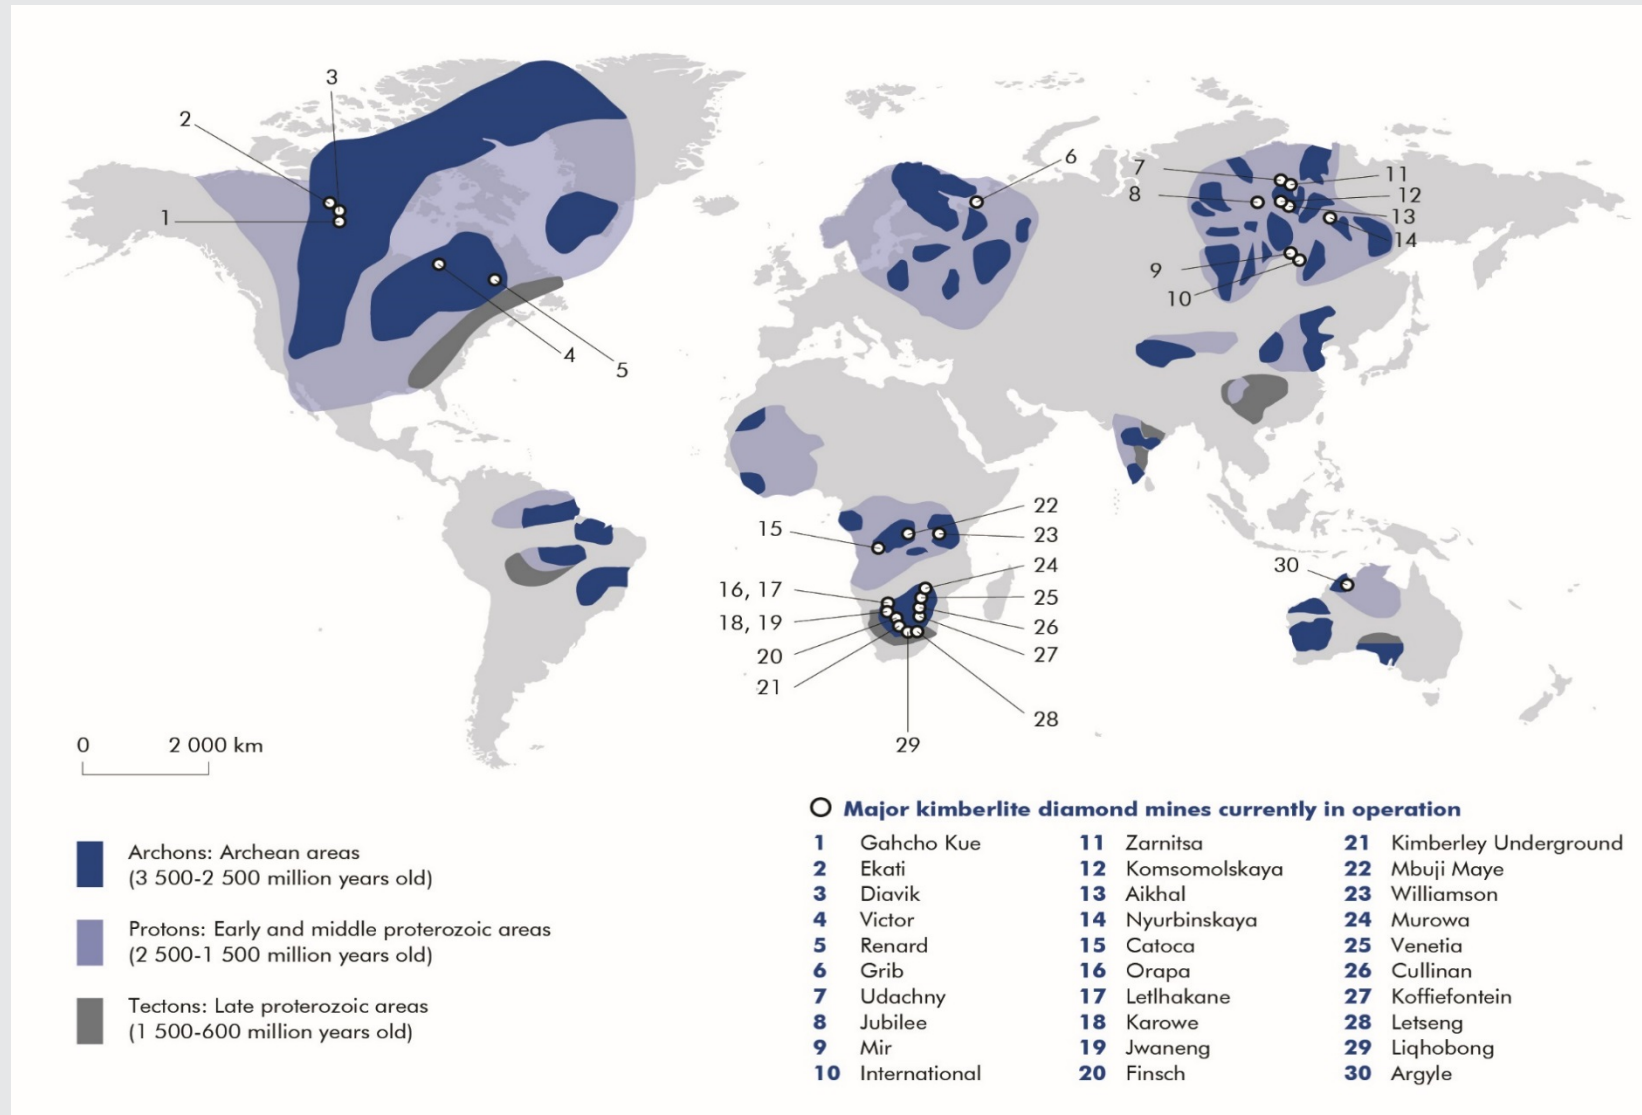 3
2
1
4
5
6
7
8
9
10
11
12
13
14
15
16, 17
18, 19
20
21
22
23
24
25
26
27
28
29
30
0 2 000 km
Archons: Archean areas
(3 500-2 500 million years old)
Protons: Early and middle proterozoic areas
(2 500-1 500 million years old)
Tectons: Late proterozoic areas
(1 500-600 million years old)
Major kimberlite diamond mines currently in operation
1 Gahcho Kue
2 Ekati
3 Diavik
4 Victor
5 Renard
6 Grib
7 Udachny
8 Jubilee
9 Mir
10 International
11 Zarnitsa
12 Komsomolskaya
13 Aikhal
14 Nyurbinskaya
15 Catoca
16 Orapa
17 Letlhakane
18 Karowe
19 Jwaneng
20 Finsch
21 Kimberley Underground
22 Mbuji Maye
23 Williamson
24 Murowa
25 Venetia
26 Cullinan
27 Koffiefontein
28 Letseng
29 Liqhobong
30 Argyle